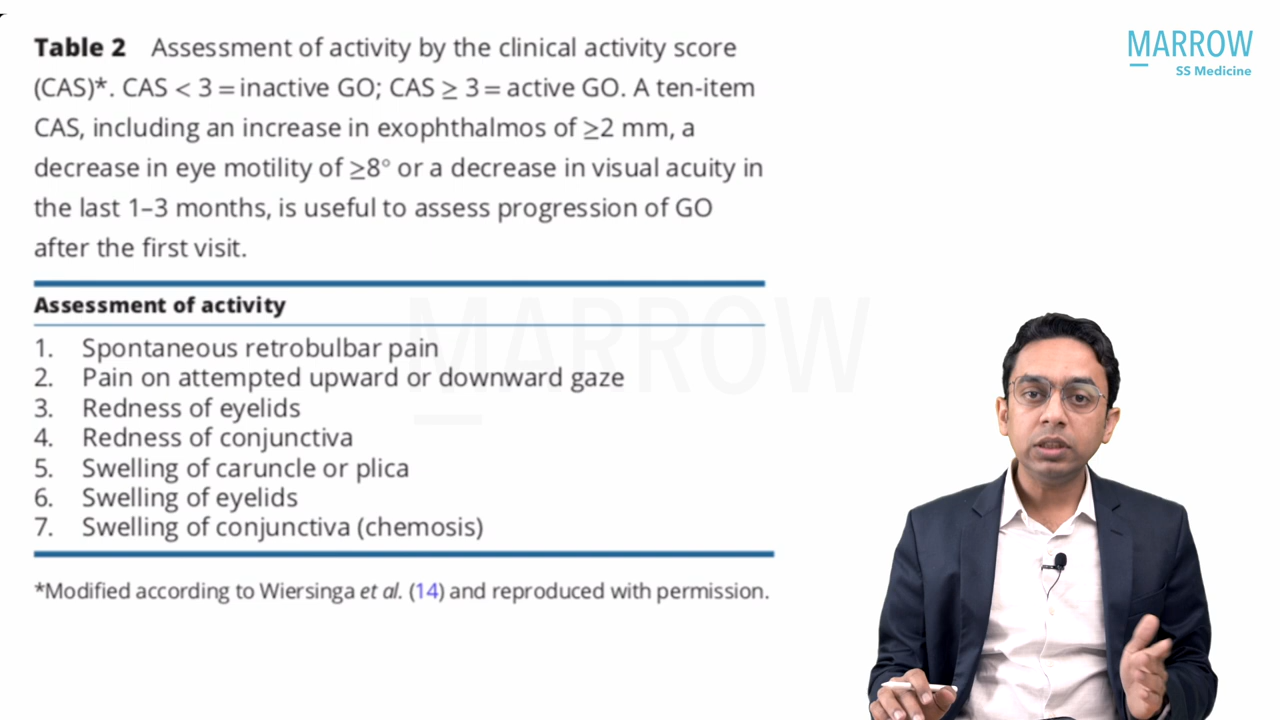 Table 2 Assessment of activity by the clinical activity score
(CAS)*. CAS < 3 = inactive GO; CAS ≥ 3 = active GO. A ten-item
CAS, including an increase in exophthalmos of ≥2 mm, a
decrease in eye motility of ≥8° or a decrease in visual acuity in
the last 1–3 months, is useful to assess progression of GO
after the first visit.
Assessment of activity
1. Spontaneous retrobulbar pain
2. Pain on attempted upward or downward gaze
3. Redness of eyelids
4. Redness of conjunctiva
5. Swelling of caruncle or plica
6. Swelling of eyelids
7. Swelling of conjunctiva (chemosis)
*Modified according to Wiersinga et al. (14) and reproduced with permission.
MARROW
SS Medicine
MARROW